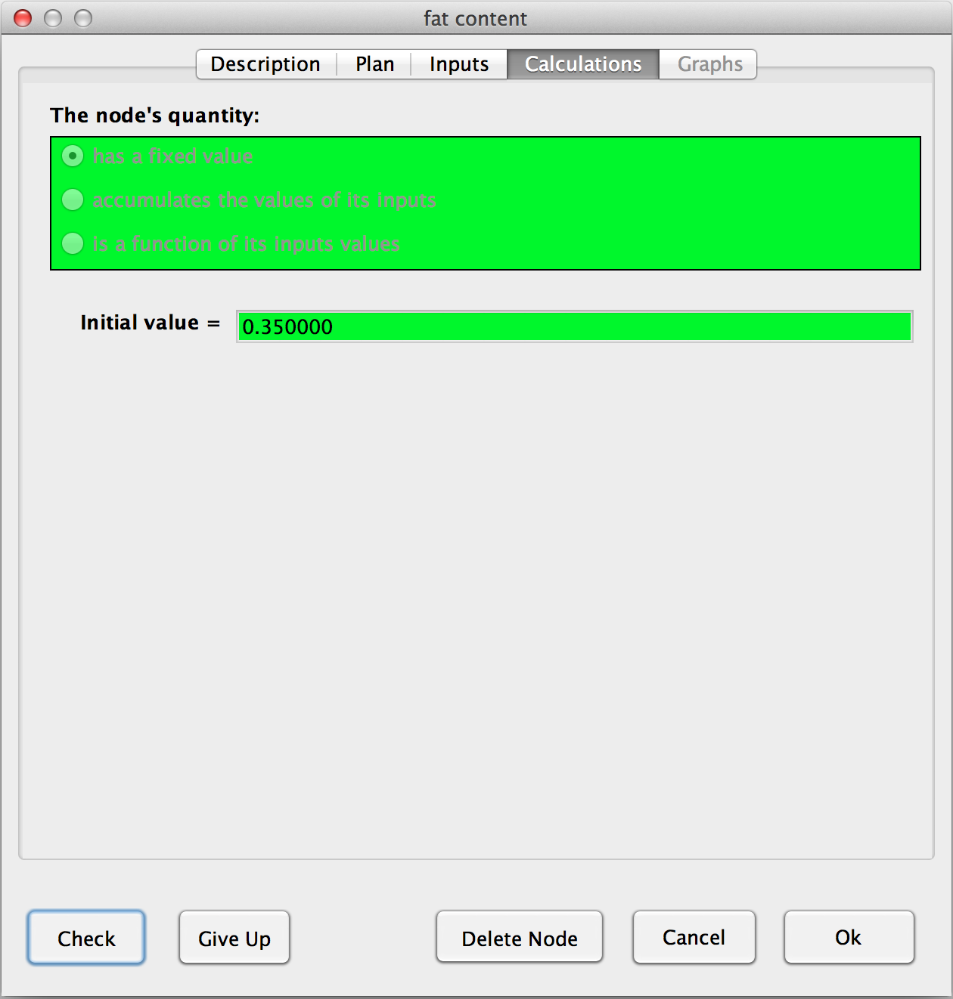 fat content
Description Plan Inputs Calculations Graphs
The node's quantity:
has a fixed value
accumulates the values of its inputs
is a function of its inputs values
Initial value = 0.350000
Check Give Up Delete Node Cancel Ok